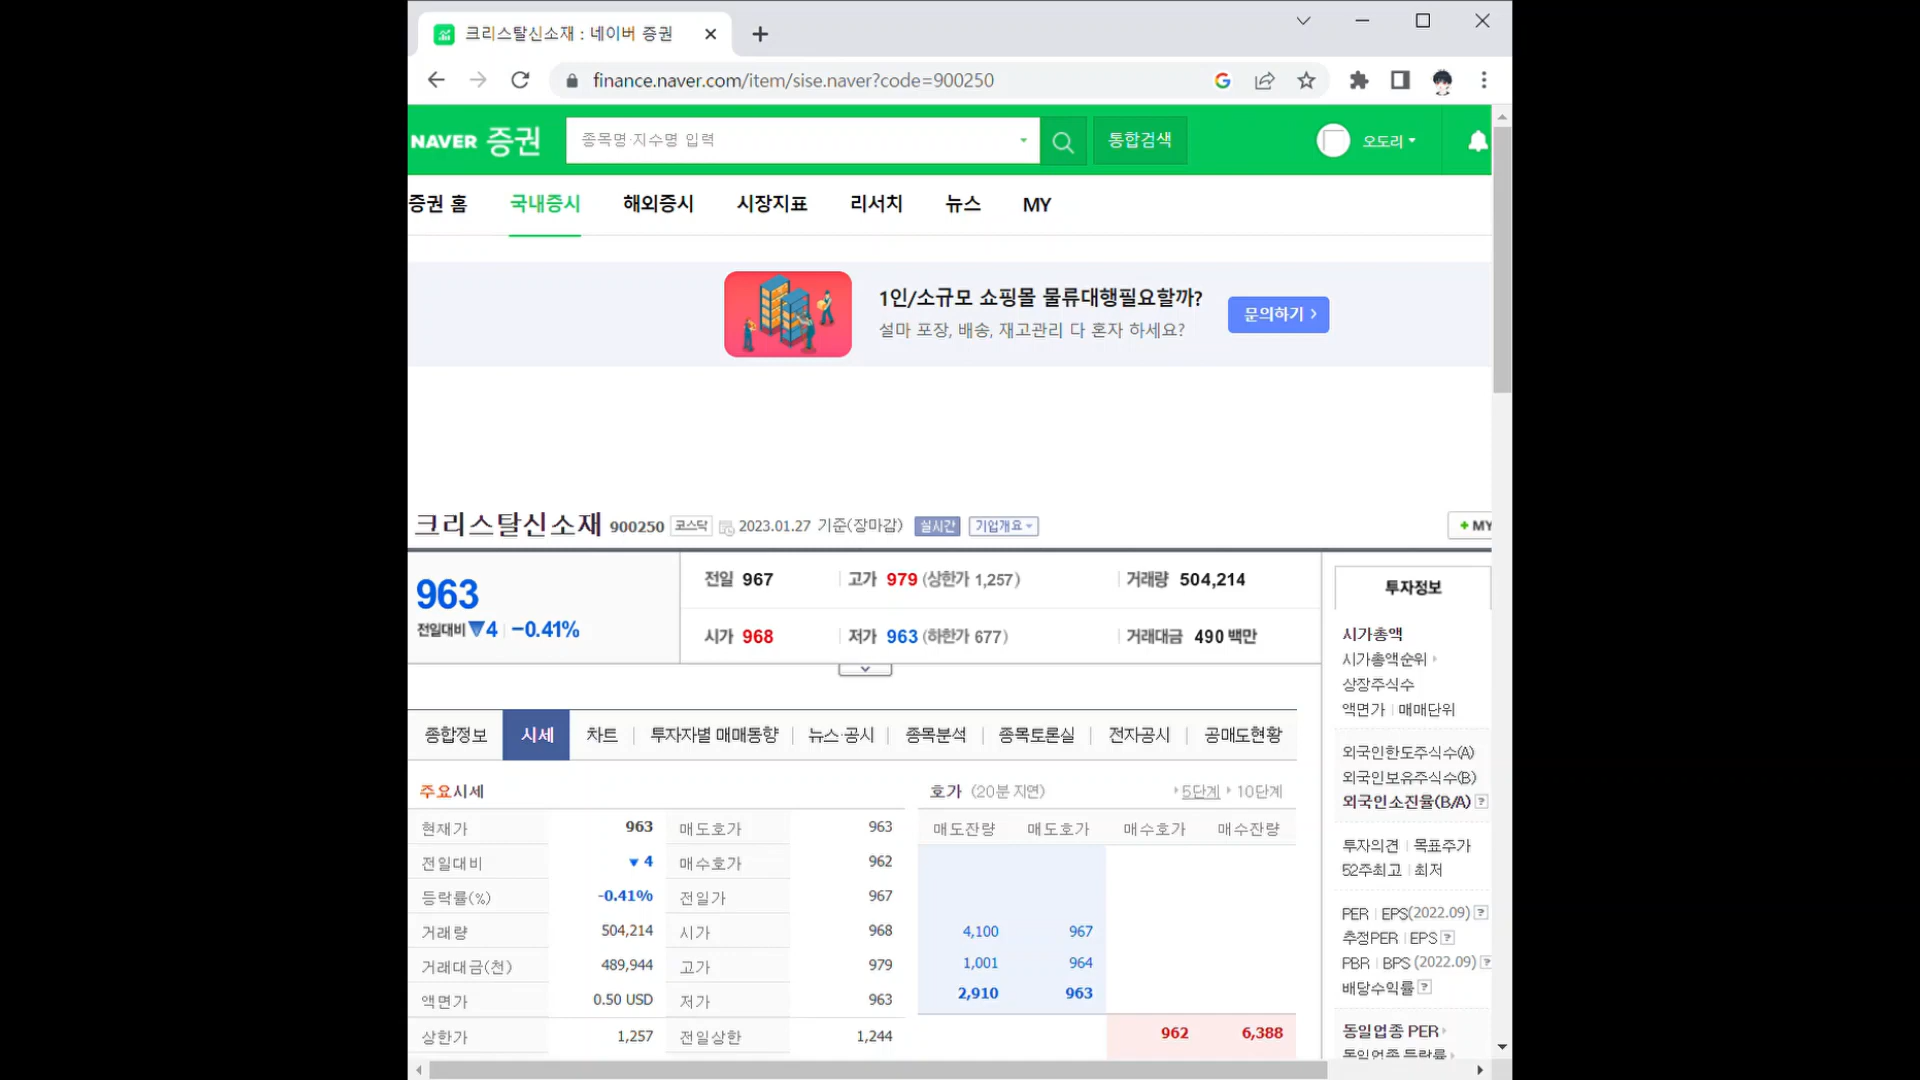 크리스탈신소재 : 네이버 증권
finance.naver.com/item/sise.naver?code=900250
NAVER 증권
종목명·지수명 입력
통합검색
오도리
증권 홈 국내증시 해외증시 시장지표 리서치 뉴스 MY
1인/소규모 쇼핑몰 물류대행필요할까?
설마 포장, 배송, 재고관리 다 혼자 하세요?
문의하기
크리스탈신소재 900250 코스닥 2023.01.27 기준(장마감) 실시간 기업개요
+ MY
963
전일대비 ▼4 -0.41%
전일 967 고가 979 (상한가 1,257) 거래량 504,214
시가 968 저가 963 (하한가 677) 거래대금 490 백만
종합정보 시세 차트 투자자별 매매동향 뉴스·공시 종목분석 종목토론실 전자공시 공매도현황
주요시세
현재가 963 매도호가 963
전일대비 ▼ 4 매수호가 962
등락률(%) -0.41% 전일가 967
거래량 504,214 시가 968
거래대금(천) 489,944 고가 979
액면가 0.50 USD 저가 963
상한가 1,257 전일상한 1,244
호가 (20분 지연) 5단계 10단계
매도잔량 매도호가 매수호가 매수잔량
4,100 967
1,001 964
2,910 963
962 6,388
투자정보
시가총액
시가총액순위
상장주식수
액면가 | 매매단위
외국인한도주식수(A)
외국인보유주식수(B)
외국인소진율(B/A) ?
투자의견 | 목표주가
52주최고 | 최저
PER | EPS(2022.09) ?
추정PER | EPS ?
PBR | BPS (2022.09) ?
배당수익률 ?
동일업종 PER
동일업종 등락률